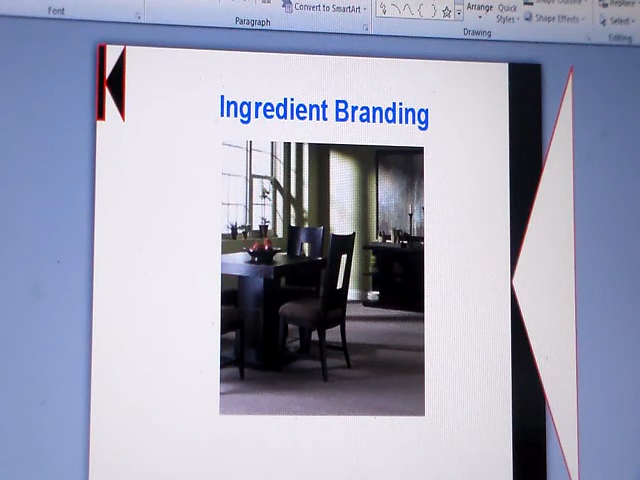 Font
Paragraph
Convert to SmartArt
Drawing
Arrange
Quick
Styles
Shape Effects
Select
Editing
Ingredient Branding